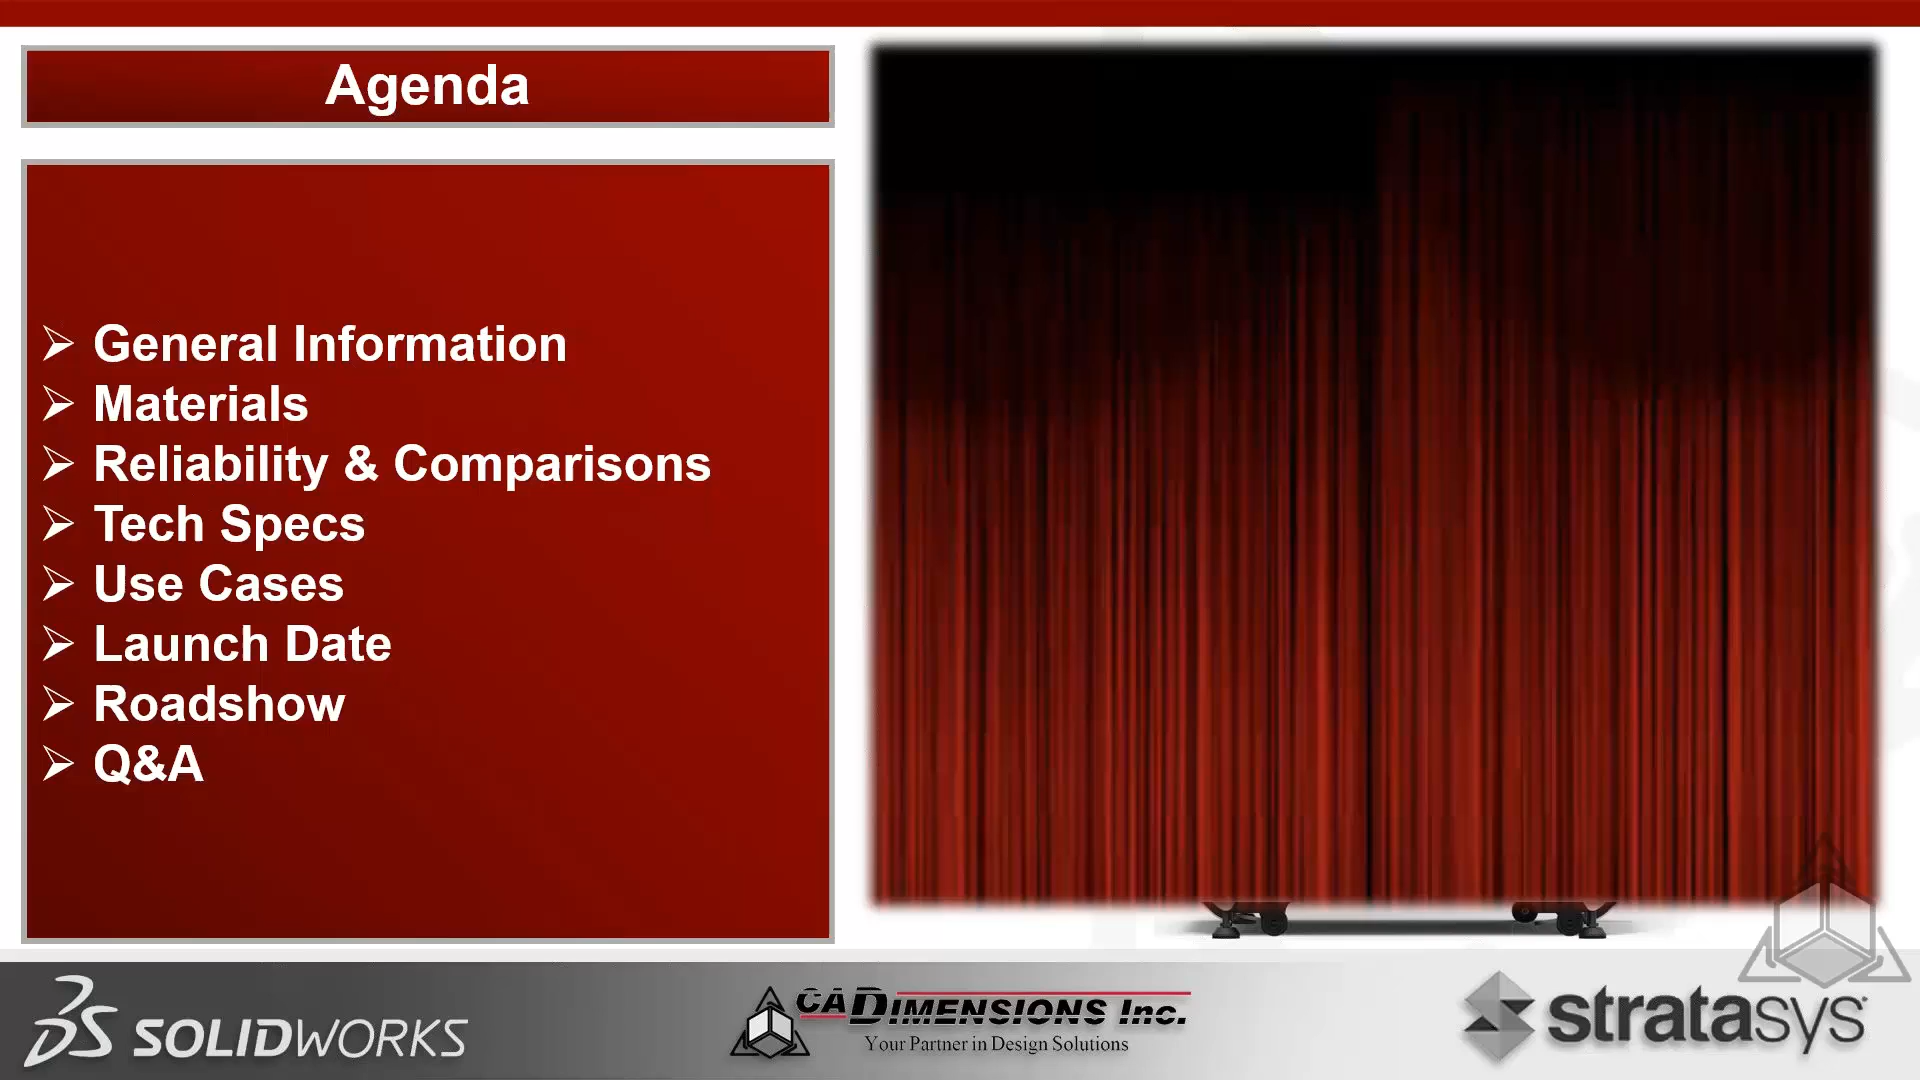 Agenda
General Information
Materials
Reliability & Comparisons
Tech Specs
Use Cases
Launch Date
Roadshow
Q&A
SOLIDWORKS
CADIMENSIONS Inc.
Your Partner in Design Solutions
stratasys